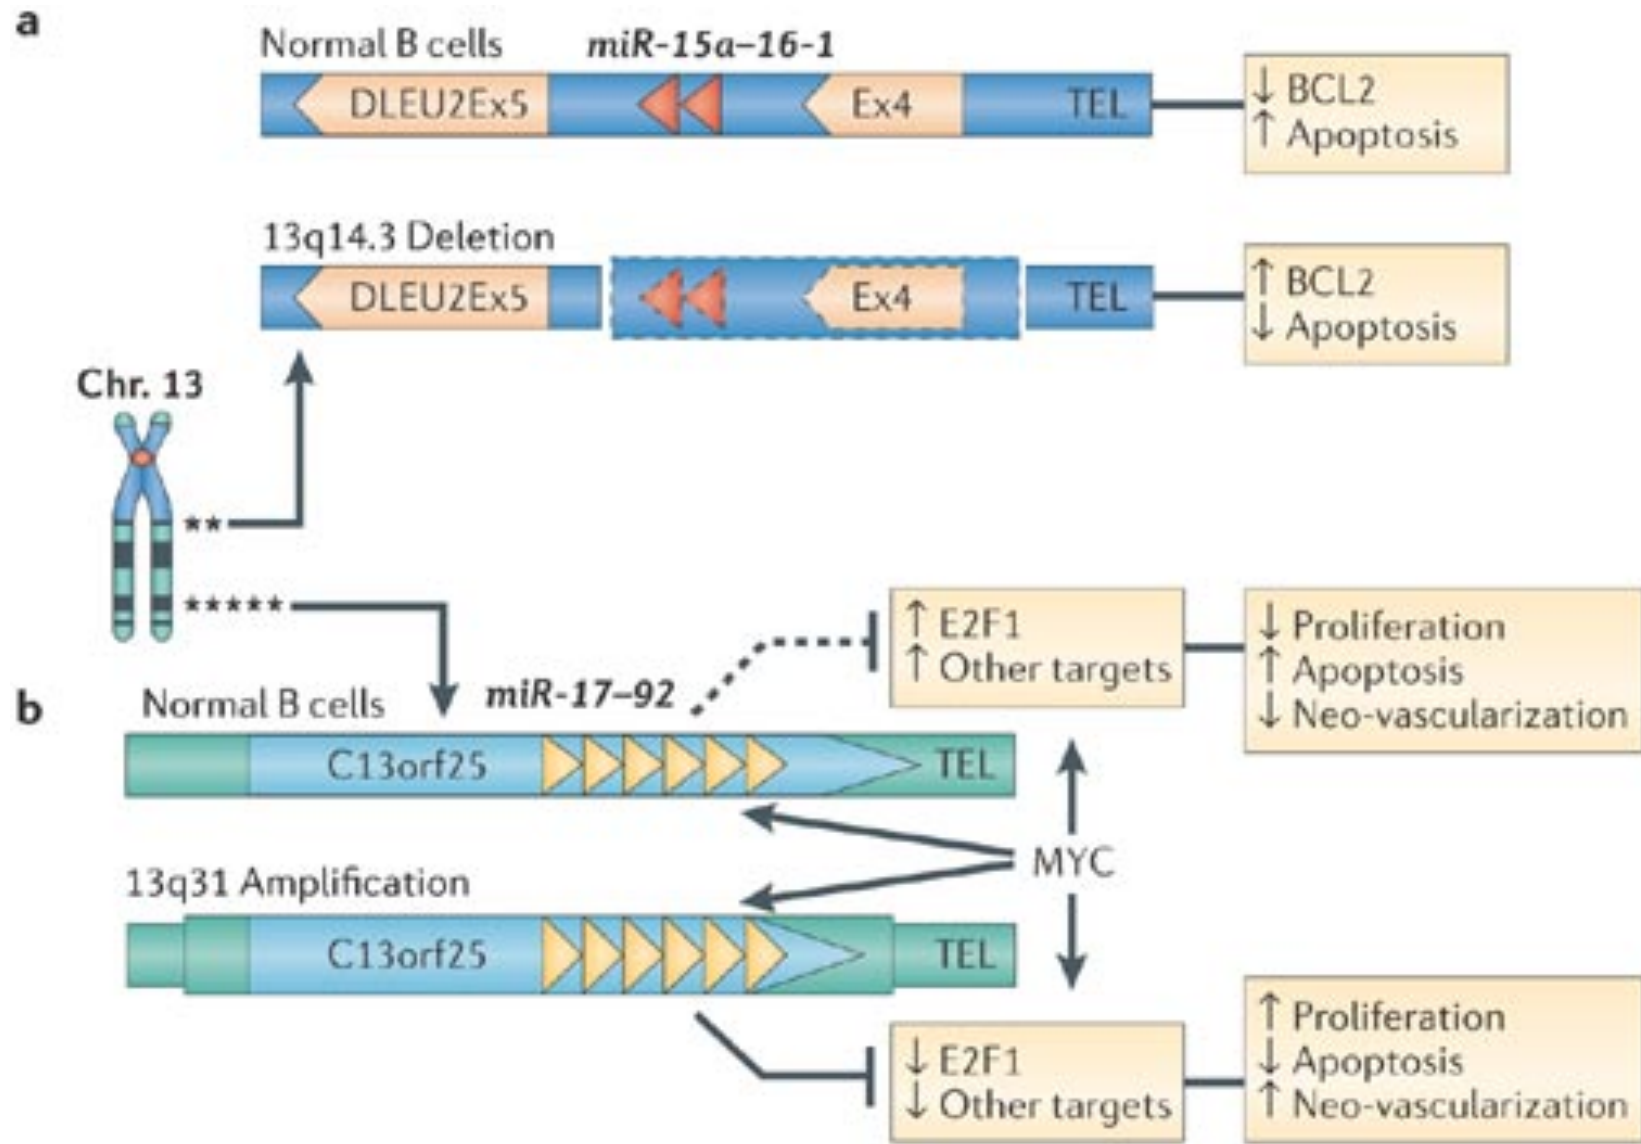 a
Normal B cells
miR-15a–16-1
DLEU2Ex5
Ex4
TEL
↓ BCL2
↑ Apoptosis
13q14.3 Deletion
DLEU2Ex5
Ex4
TEL
↑ BCL2
↓ Apoptosis
Chr. 13
**
*****
↑ E2F1
↑ Other targets
↓ Proliferation
↑ Apoptosis
↓ Neo-vascularization
b
Normal B cells
miR-17–92
C13orf25
TEL
MYC
13q31 Amplification
C13orf25
TEL
↓ E2F1
↓ Other targets
↑ Proliferation
↓ Apoptosis
↑ Neo-vascularization